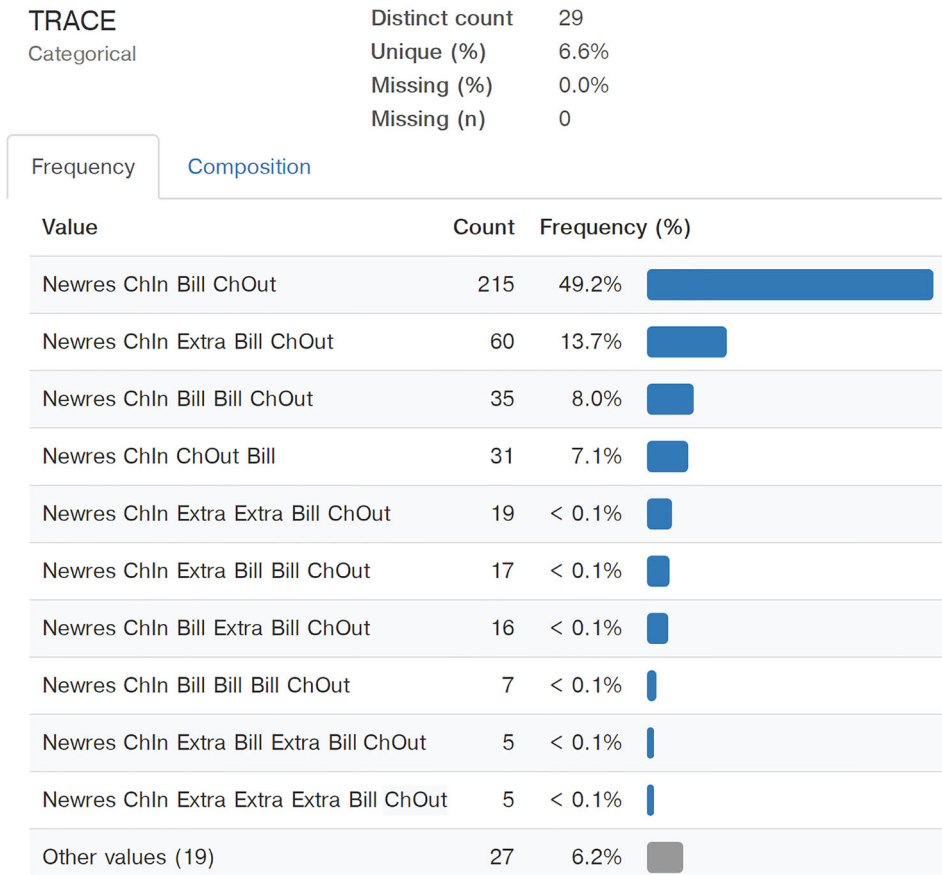 TRACE
Categorical
Distinct count 29
Unique (%) 6.6%
Missing (%) 0.0%
Missing (n) 0
Frequency Composition
Value Count Frequency (%)
Newres ChIn Bill ChOut 215 49.2%
Newres ChIn Extra Bill ChOut 60 13.7%
Newres ChIn Bill Bill ChOut 35 8.0%
Newres ChIn ChOut Bill 31 7.1%
Newres ChIn Extra Extra Bill ChOut 19 < 0.1%
Newres ChIn Extra Bill Bill ChOut 17 < 0.1%
Newres ChIn Bill Extra Bill ChOut 16 < 0.1%
Newres ChIn Bill Bill Bill ChOut 7 < 0.1%
Newres ChIn Extra Bill Extra Bill ChOut 5 < 0.1%
Newres ChIn Extra Extra Extra Bill ChOut 5 < 0.1%
Other values (19) 27 6.2%